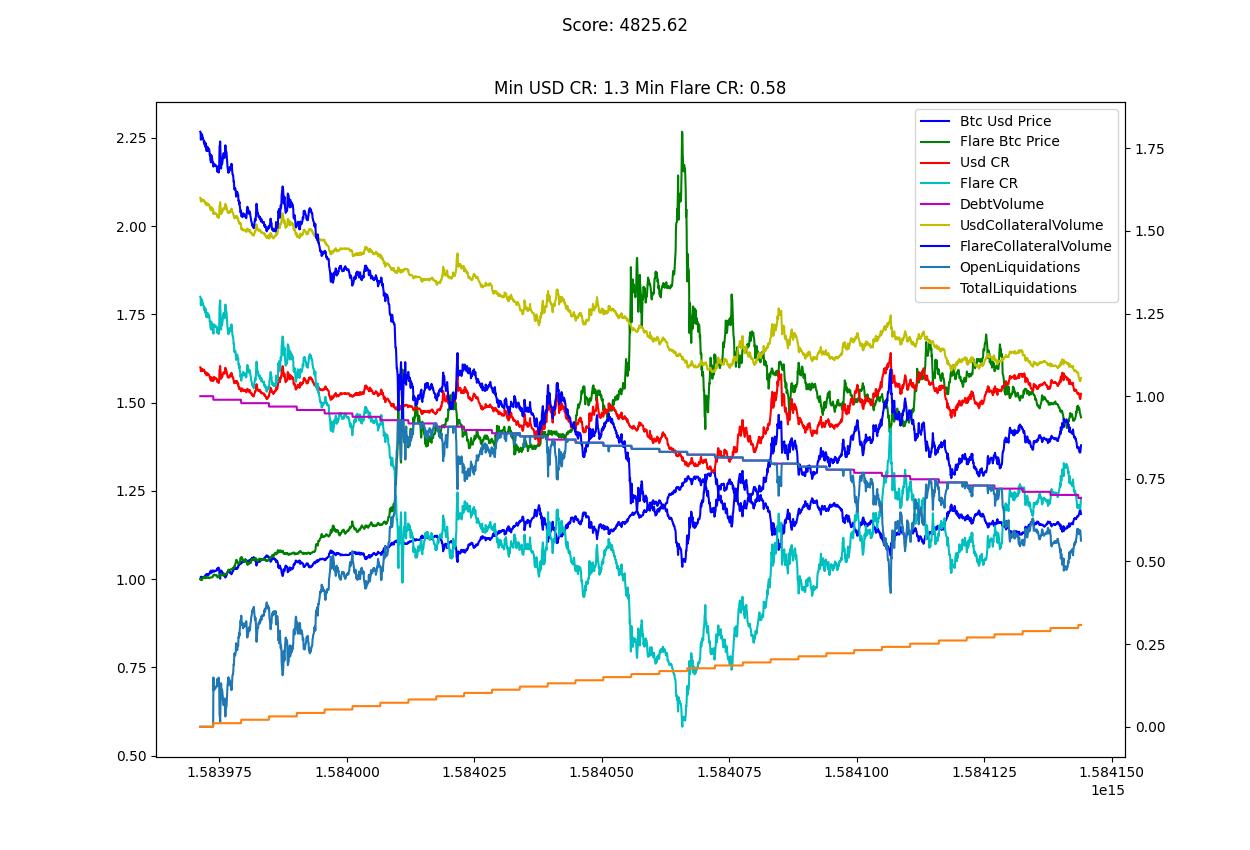 Score: 4825.62
Min USD CR: 1.3 Min Flare CR: 0.58
Btc Usd Price
Flare Btc Price
Usd CR
Flare CR
DebtVolume
UsdCollateralVolume
FlareCollateralVolume
OpenLiquidations
TotalLiquidations
2.25
2.00
1.75
1.50
1.25
1.00
0.75
0.50
1.75
1.50
1.25
1.00
0.75
0.50
0.25
0.00
1.583975 1.584000 1.584025 1.584050 1.584075 1.584100 1.584125 1.584150
1e15